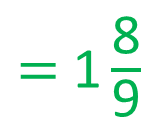 = 1 8/9